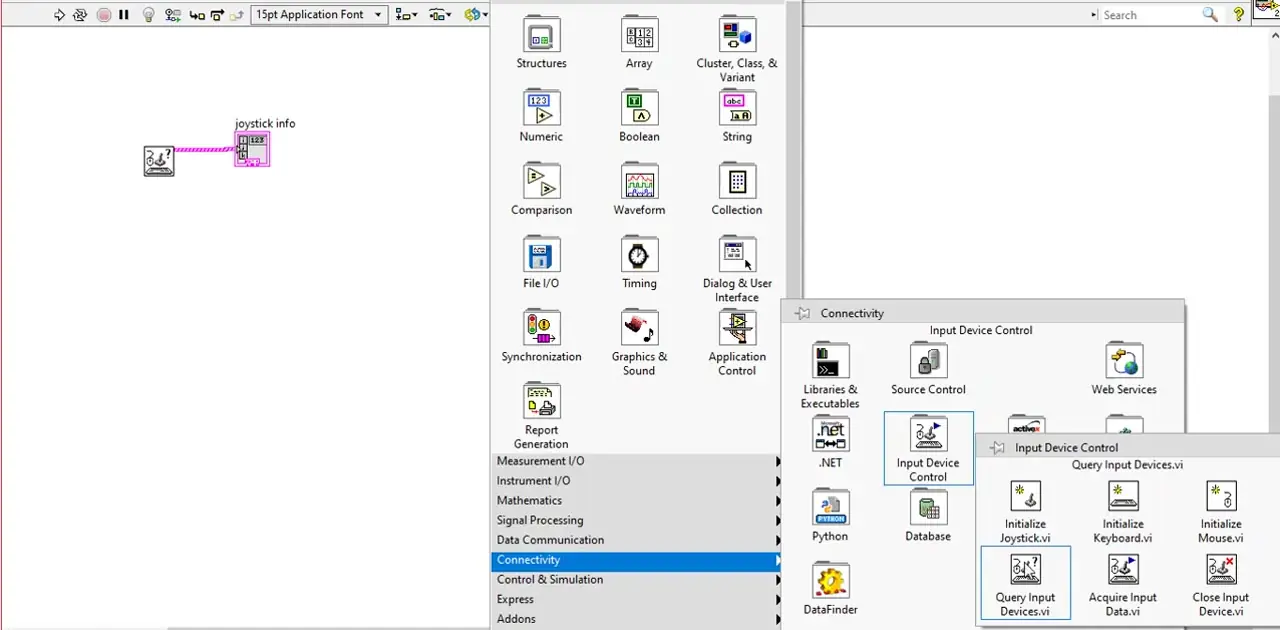 15pt Application Font
Search
joystick info
Structures
Array
Cluster, Class, &
Variant
Numeric
Boolean
String
Comparison
Waveform
Collection
File I/O
Timing
Dialog & User
Interface
Synchronization
Graphics &
Sound
Application
Control
Report
Generation
Measurement I/O
Instrument I/O
Mathematics
Signal Processing
Data Communication
Connectivity
Control & Simulation
Express
Addons
Connectivity
Input Device Control
Libraries &
Executables
Source Control
Web Services
.NET
Input Device
Control
Python
Database
DataFinder
Input Device Control
Query Input Devices.vi
Initialize
Joystick.vi
Initialize
Keyboard.vi
Initialize
Mouse.vi
Query Input
Devices.vi
Acquire Input
Data.vi
Close Input
Device.vi